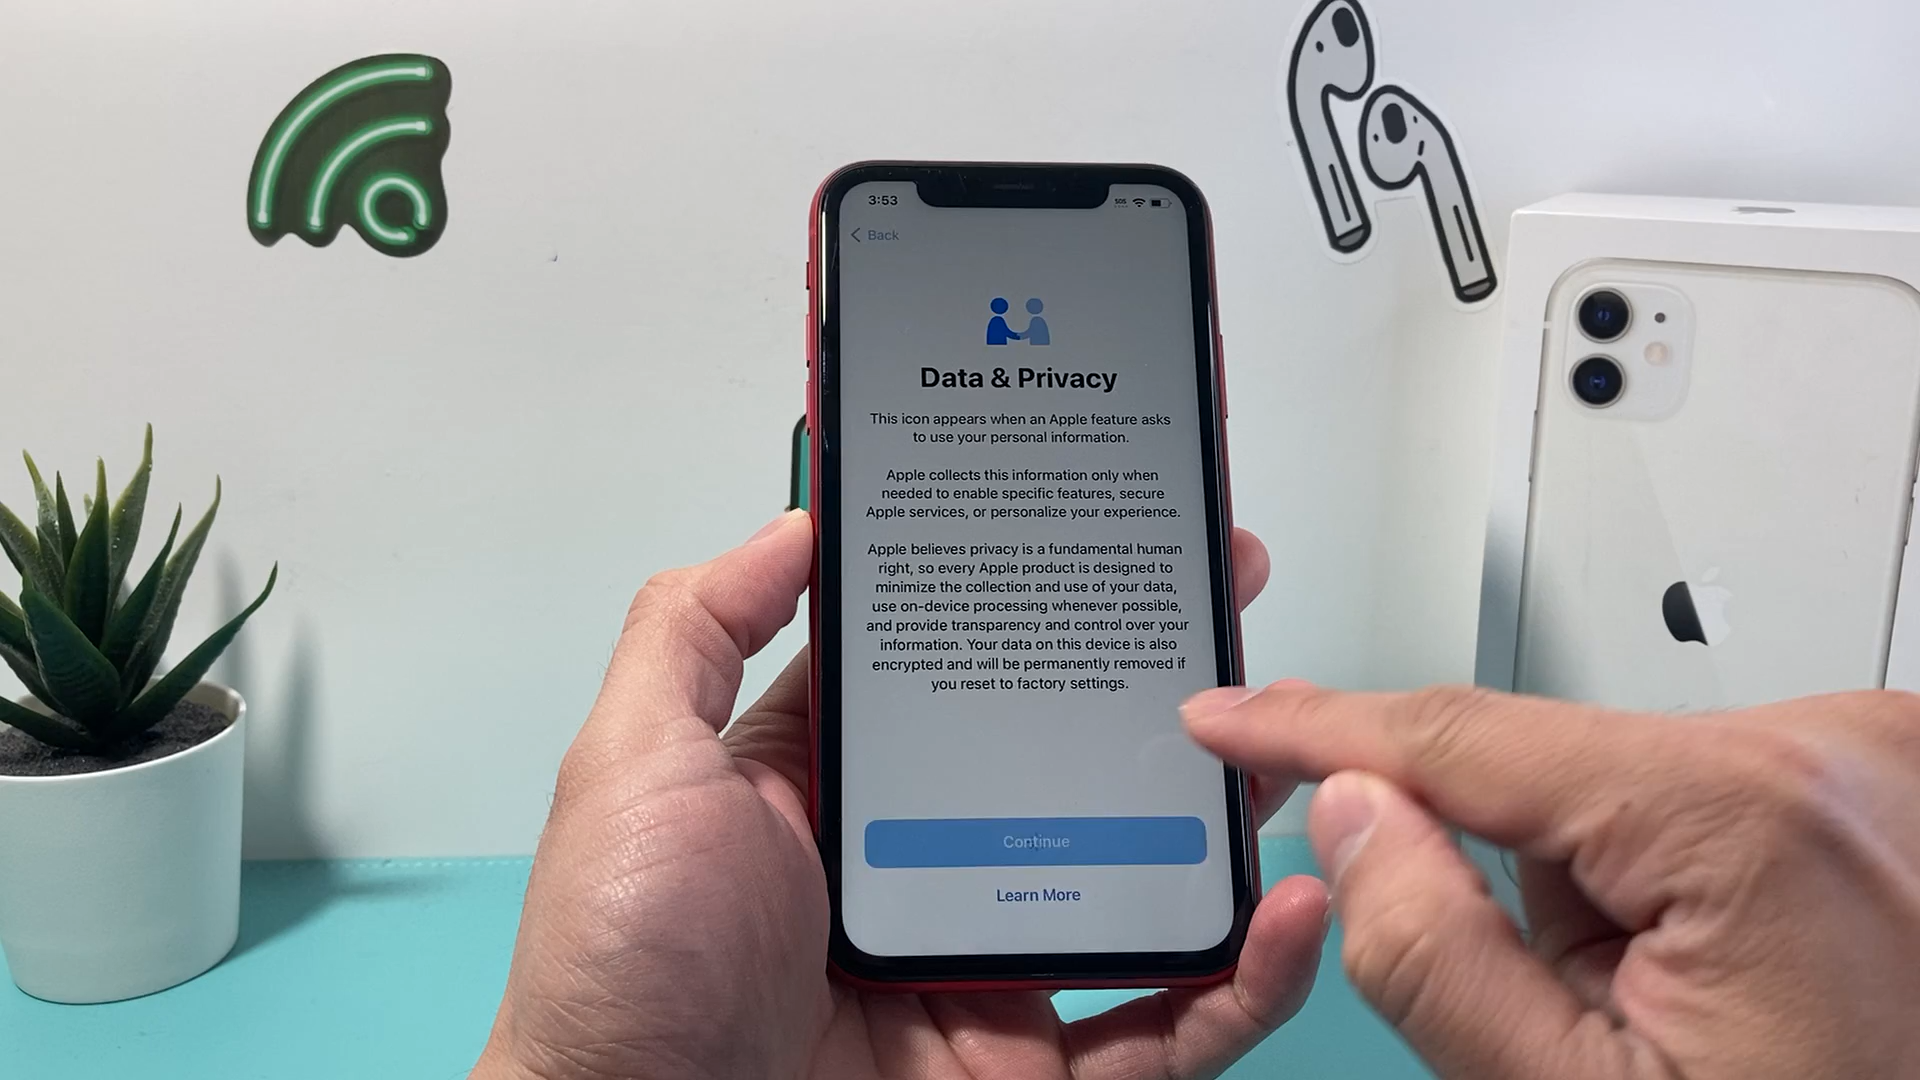 3:53
SOS
Back
Data & Privacy
This icon appears when an Apple feature asks
to use your personal information.
Apple collects this information only when
needed to enable specific features, secure
Apple services, or personalize your experience.
Apple believes privacy is a fundamental human
right, so every Apple product is designed to
minimize the collection and use of your data,
use on-device processing whenever possible,
and provide transparency and control over your
information. Your data on this device is also
encrypted and will be permanently removed if
you reset to factory settings.
Continue
Learn More